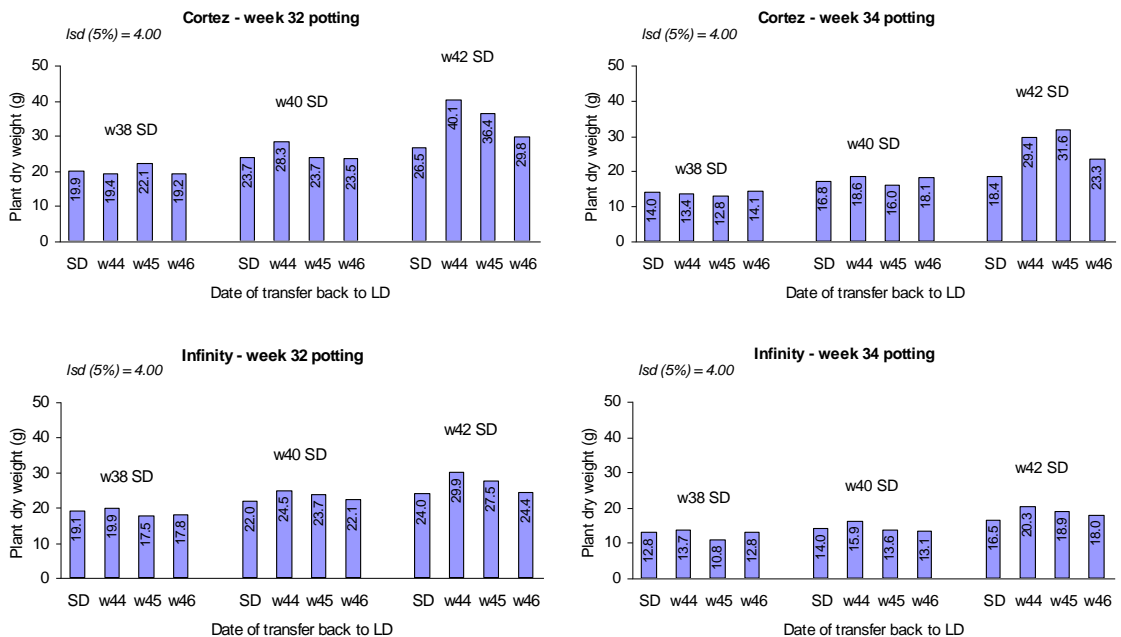 Cortez - week 32 potting
lsd (5%) = 4.00
Plant dry weight (g)
50
40
30
20
10
0
w38 SD
w40 SD
w42 SD
19.9
19.4
22.1
19.2
23.7
28.3
23.7
23.5
26.5
40.1
36.4
29.8
SD w44 w45 w46 SD w44 w45 w46 SD w44 w45 w46
Date of transfer back to LD
Cortez - week 34 potting
lsd (5%) = 4.00
Plant dry weight (g)
50
40
30
20
10
0
w38 SD
w40 SD
w42 SD
14.0
13.4
12.8
14.1
16.8
18.6
16.0
18.1
18.4
29.4
31.6
23.3
SD w44 w45 w46 SD w44 w45 w46 SD w44 w45 w46
Date of transfer back to LD
Infinity - week 32 potting
lsd (5%) = 4.00
Plant dry weight (g)
50
40
30
20
10
0
w38 SD
w40 SD
w42 SD
19.1
19.9
17.5
17.8
22.0
24.5
23.7
22.1
24.0
29.9
27.5
24.4
SD w44 w45 w46 SD w44 w45 w46 SD w44 w45 w46
Date of transfer back to LD
Infinity - week 34 potting
lsd (5%) = 4.00
Plant dry weight (g)
50
40
30
20
10
0
w38 SD
w40 SD
w42 SD
12.8
13.7
10.8
12.8
14.0
15.9
13.6
13.1
16.5
20.3
18.9
18.0
SD w44 w45 w46 SD w44 w45 w46 SD w44 w45 w46
Date of transfer back to LD